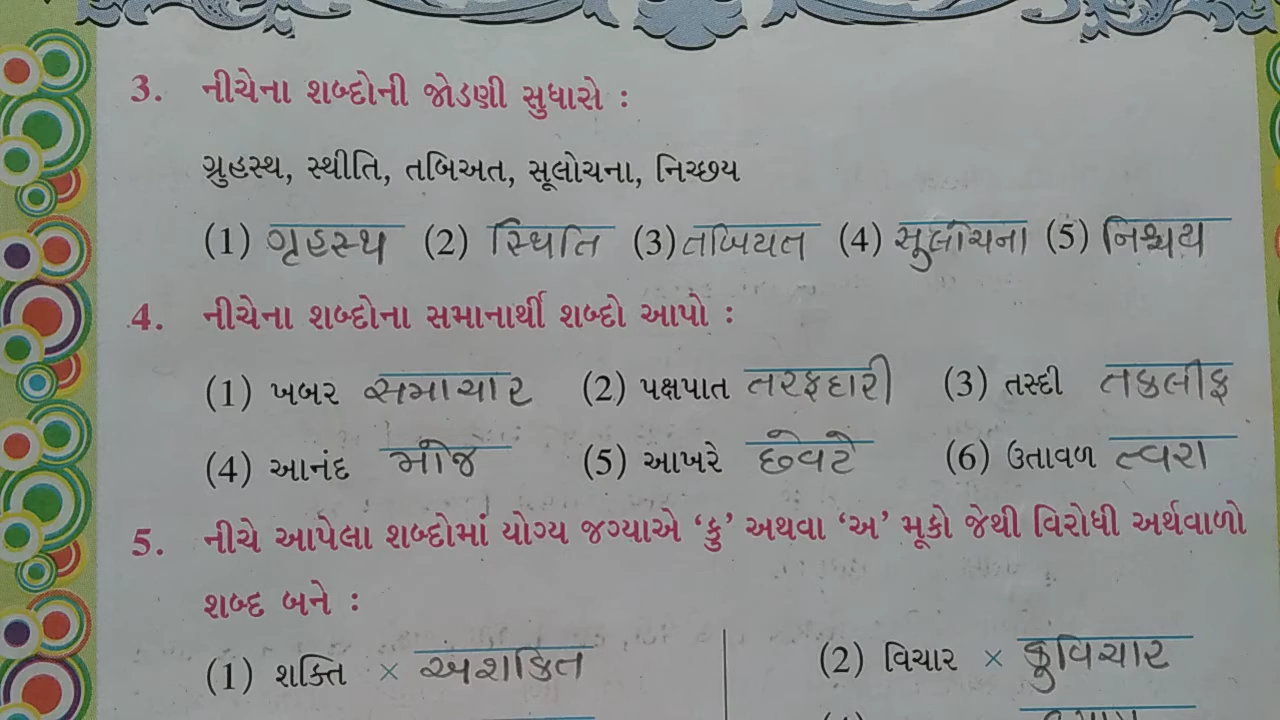 3. નીચેના શબ્દોની જોડણી સુધારો :
ગ્રુહસ્થ, સ્થીતિ, તબિઅત, સૂલોચના, નિચ્છય
(1) ગૃહસ્થ (2) સ્થિતિ (3) તબિયત (4) સુલોચના (5) નિશ્ચય
4. નીચેના શબ્દોના સમાનાર્થી શબ્દો આપો :
(1) ખબર સમાચાર (2) પક્ષપાત તરફદારી (3) તસ્દી તકલીફ
(4) આનંદ મોજ (5) આખરે છેવટે (6) ઉતાવળ ત્વરા
5. નીચે આપેલા શબ્દોમાં યોગ્ય જગ્યાએ ‘કુ’ અથવા ‘અ’ મૂકો જેથી વિરોધી અર્થવાળો
શબ્દ બને :
(1) શક્તિ × અશક્તિ (2) વિચાર × કુવિચાર